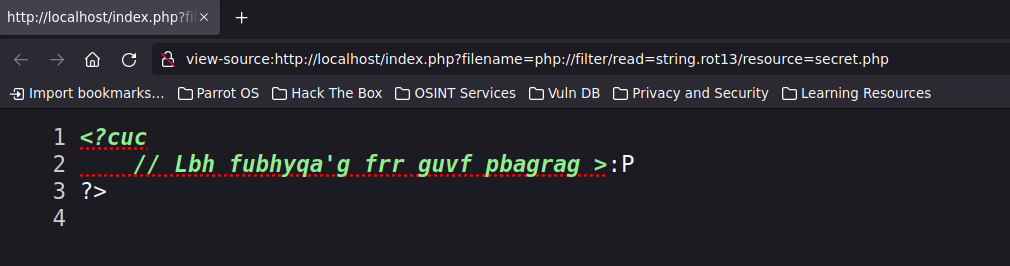 http://localhost/index.php?fi
view-source:http://localhost/index.php?filename=php://filter/read=string.rot13/resource=secret.php
Import bookmarks... Parrot OS Hack The Box OSINT Services Vuln DB Privacy and Security Learning Resources
1 <?cuc
2 // Lbh fubhyqa'g frr guvf pbagrag >:P
3 ?>
4